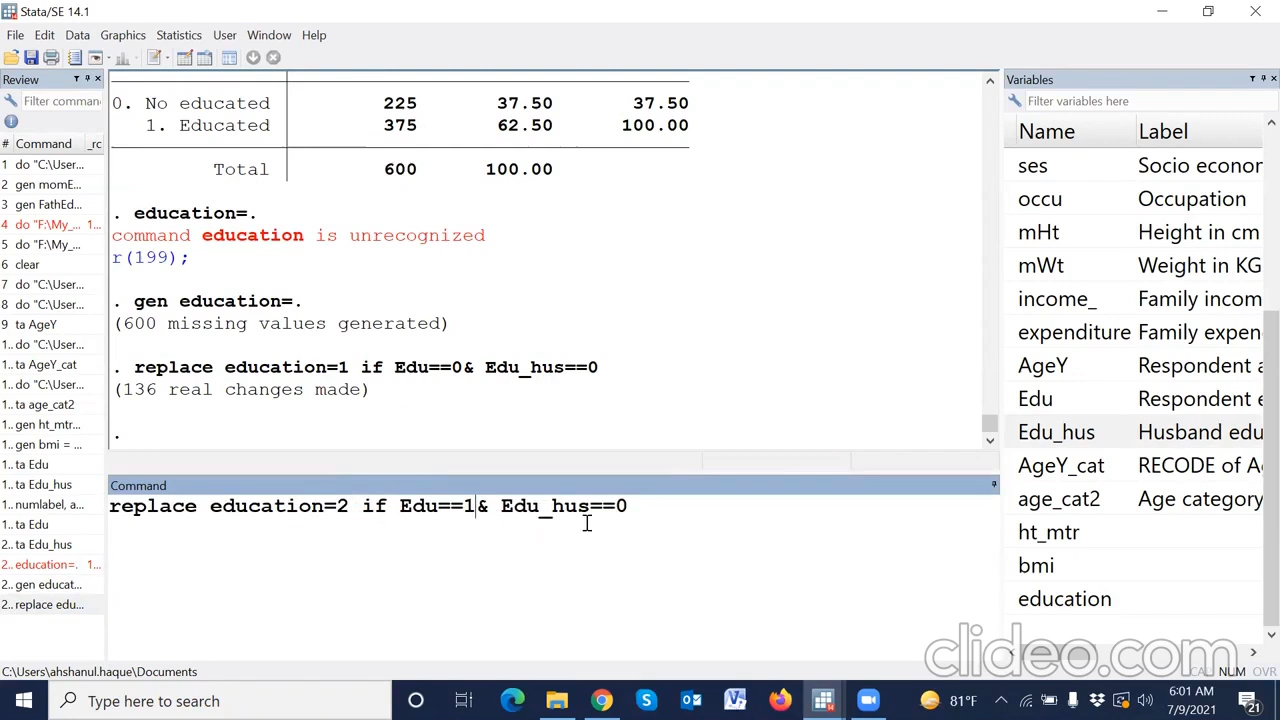 Stata/SE 14.1
File Edit Data Graphics Statistics User Window Help
Review
Filter comman
# Command _rc
1 do "C:\User...
2 gen momE...
3 gen FathEd...
4 do "F:\My_... 1...
5 do "F:\My_...
6 clear
7 do "C:\User...
8 do "C:\User...
9 ta AgeY
1.. do "C:\User...
1.. ta AgeY_cat
1.. do "C:\User...
1.. ta age_cat2
1.. gen ht_mtr...
1.. gen bmi = ...
1.. ta Edu
1.. ta Edu_hus
1.. numlabel, a...
1.. ta Edu
2.. ta Edu_hus
2.. education=. 1...
2.. gen educat...
2.. replace edu...
0. No educated 225 37.50 37.50
1. Educated 375 62.50 100.00
Total 600 100.00
. education=.
command education is unrecognized
r(199);
. gen education=.
(600 missing values generated)
. replace education=1 if Edu==0& Edu_hus==0
(136 real changes made)
.
Command
replace education=2 if Edu==1& Edu_hus==0
Variables
Filter variables here
Name Label
ses Socio econom
occu Occupation
mHt Height in cm
mWt Weight in KG
income_ Family incom
expenditure Family expen
AgeY Respondent a
Edu Respondent e
Edu_hus Husband edu
AgeY_cat RECODE of A
age_cat2 Age category
ht_mtr
bmi
education
clideo.com
C:\Users\ahshanul.haque\Documents
CAP NUM OVR
Type here to search
81°F
6:01 AM
7/9/2021
21